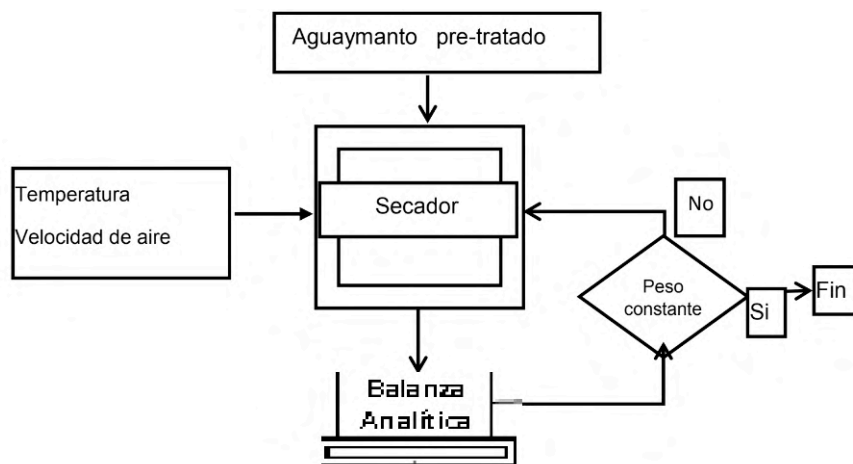 Aguaymanto pre-tratado
Temperatura
Velocidad de aire
Secador
No
Peso
constante
Si
Fin
Balanza
Analítica